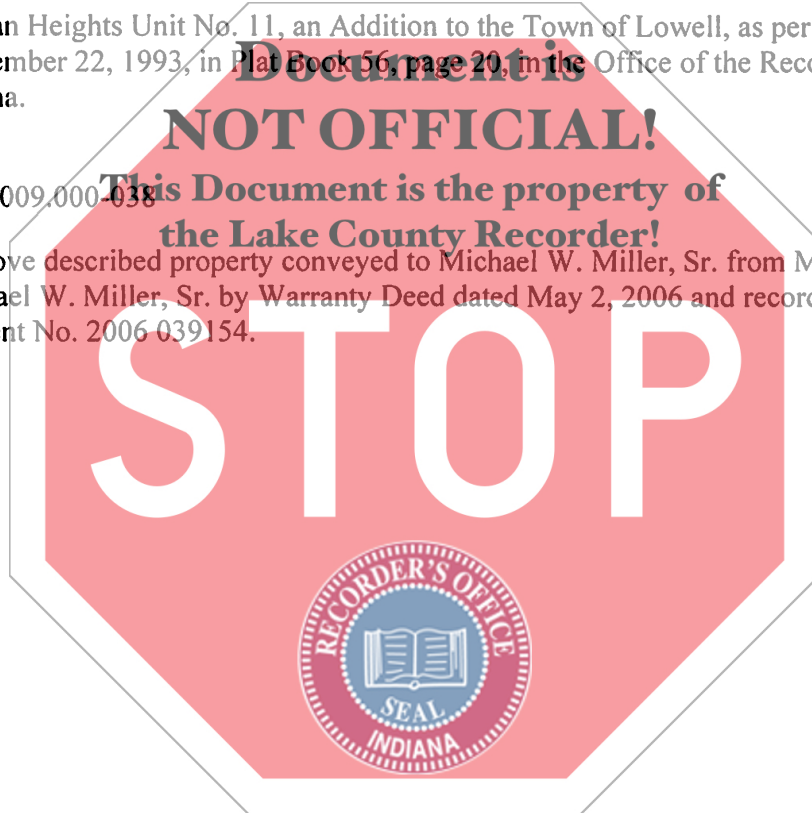 an Heights Unit No. 11, an Addition to the Town of Lowell, as per
ember 22, 1993, in Plat Book 56, page 20, in the Office of the Reco
na.
Document is
NOT OFFICIAL!
009.000-038
This Document is the property of
the Lake County Recorder!
ove described property conveyed to Michael W. Miller, Sr. from M
ael W. Miller, Sr. by Warranty Deed dated May 2, 2006 and record
nt No. 2006 039154.
STOP
RECORDER'S OFFICE
SEAL
INDIANA